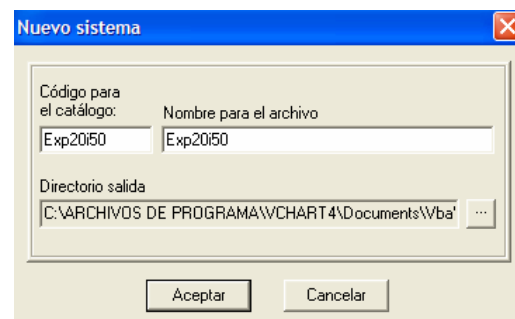 Nuevo sistema
Código para
el catálogo:
Nombre para el archivo
Exp20i50
Exp20i50
Directorio salida
C:\ARCHIVOS DE PROGRAMA\VCHART4\Documents\Vba'
...
Aceptar
Cancelar